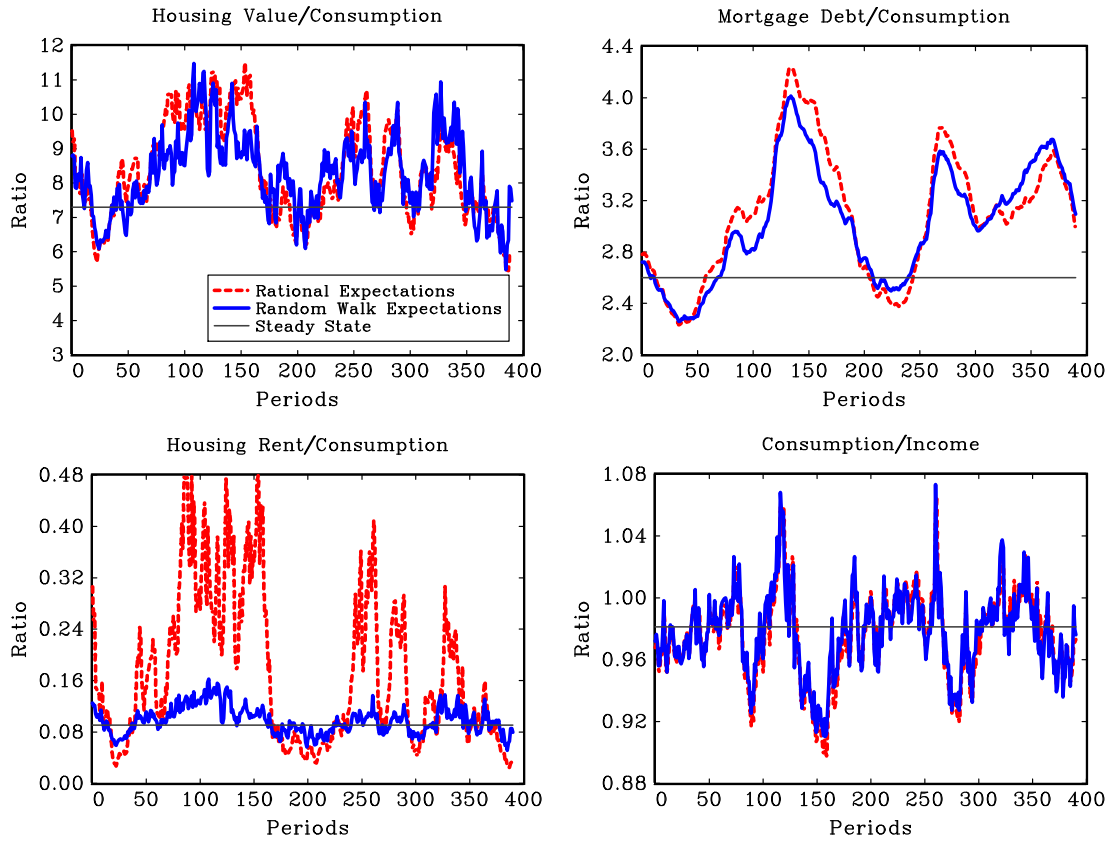 Housing Value/Consumption
12
11
10
9
8
7
6
5
4
3
Ratio
0 50 100 150 200 250 300 350 400
Periods
Rational Expectations
Random Walk Expectations
Steady State
Mortgage Debt/Consumption
4.4
4.0
3.6
3.2
2.8
2.4
2.0
Ratio
0 50 100 150 200 250 300 350 400
Periods
Housing Rent/Consumption
0.48
0.40
0.32
0.24
0.16
0.08
0.00
Ratio
0 50 100 150 200 250 300 350 400
Periods
Consumption/Income
1.08
1.04
1.00
0.96
0.92
0.88
Ratio
0 50 100 150 200 250 300 350 400
Periods